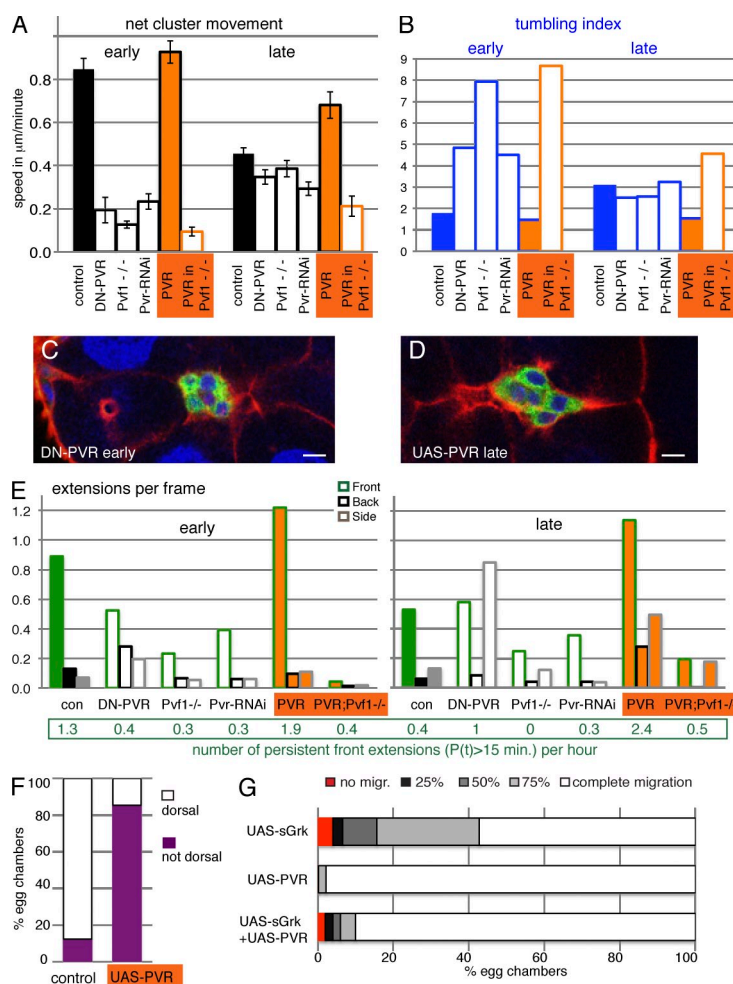 A
net cluster movement
early
late
speed in µm/minute
0.8
0.6
0.4
0.2
0.0
control
DN-PVR
Pvf1 - / -
Pvr-RNAi
PVR
PVR in
Pvf1 - / -
control
DN-PVR
Pvf1 - / -
Pvr-RNAi
PVR
PVR in
Pvf1 - / -
B
tumbling index
early
late
9
8
7
6
5
4
3
2
1
control
DN-PVR
Pvf1 - / -
Pvr-RNAi
PVR
PVR in
Pvf1 - / -
control
DN-PVR
Pvf1 - / -
Pvr-RNAi
PVR
PVR in
Pvf1 - / -
C
DN-PVR early
D
UAS-PVR late
E
extensions per frame
Front
Back
Side
early
late
1.2
1.0
0.8
0.6
0.4
0.2
0.0
con DN-PVR Pvf1-/- Pvr-RNAi PVR PVR;Pvf1-/- con DN-PVR Pvf1-/- Pvr-RNAi PVR PVR;Pvf1-/-
1.3 0.4 0.3 0.3 1.9 0.4 0.4 1 0 0.3 2.4 0.5
number of persistent front extensions (P(t)>15 min.) per hour
F
% egg chambers
100
80
60
40
20
0
dorsal
not dorsal
control UAS-PVR
G
no migr. 25% 50% 75% complete migration
UAS-sGrk
UAS-PVR
UAS-sGrk
+UAS-PVR
0 20 40 60 80 100
% egg chambers